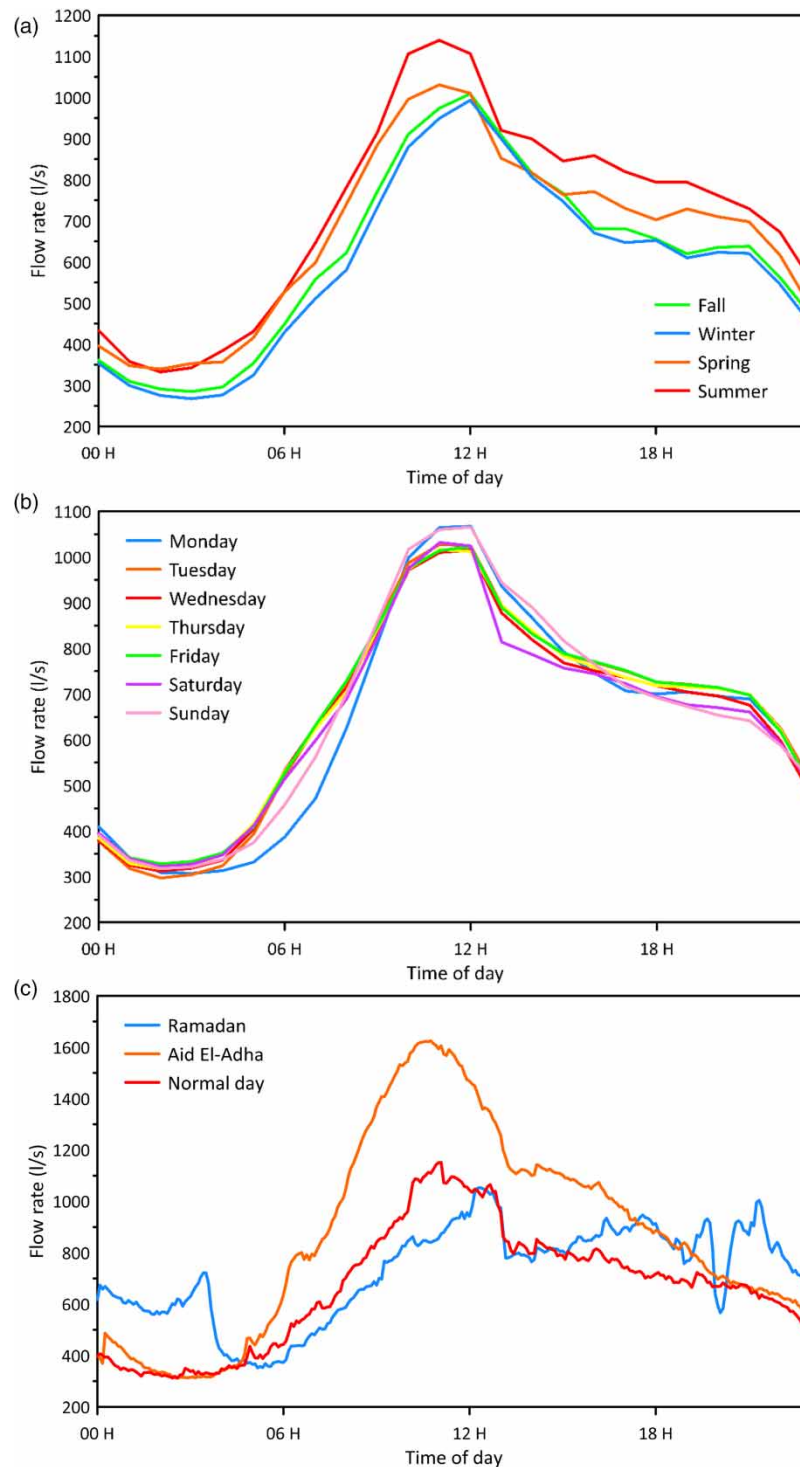 (a)
1200
1100
1000
900
800
700
600
500
400
300
200
Flow rate (l/s)
Fall
Winter
Spring
Summer
00 H 06 H 12 H 18 H
Time of day
(b)
1100
1000
900
800
700
600
500
400
300
200
Flow rate (l/s)
Monday
Tuesday
Wednesday
Thursday
Friday
Saturday
Sunday
00 H 06 H 12 H 18 H
Time of day
(c)
1800
1600
1400
1200
1000
800
600
400
200
Flow rate (l/s)
Ramadan
Aid El-Adha
Normal day
00 H 06 H 12 H 18 H
Time of day